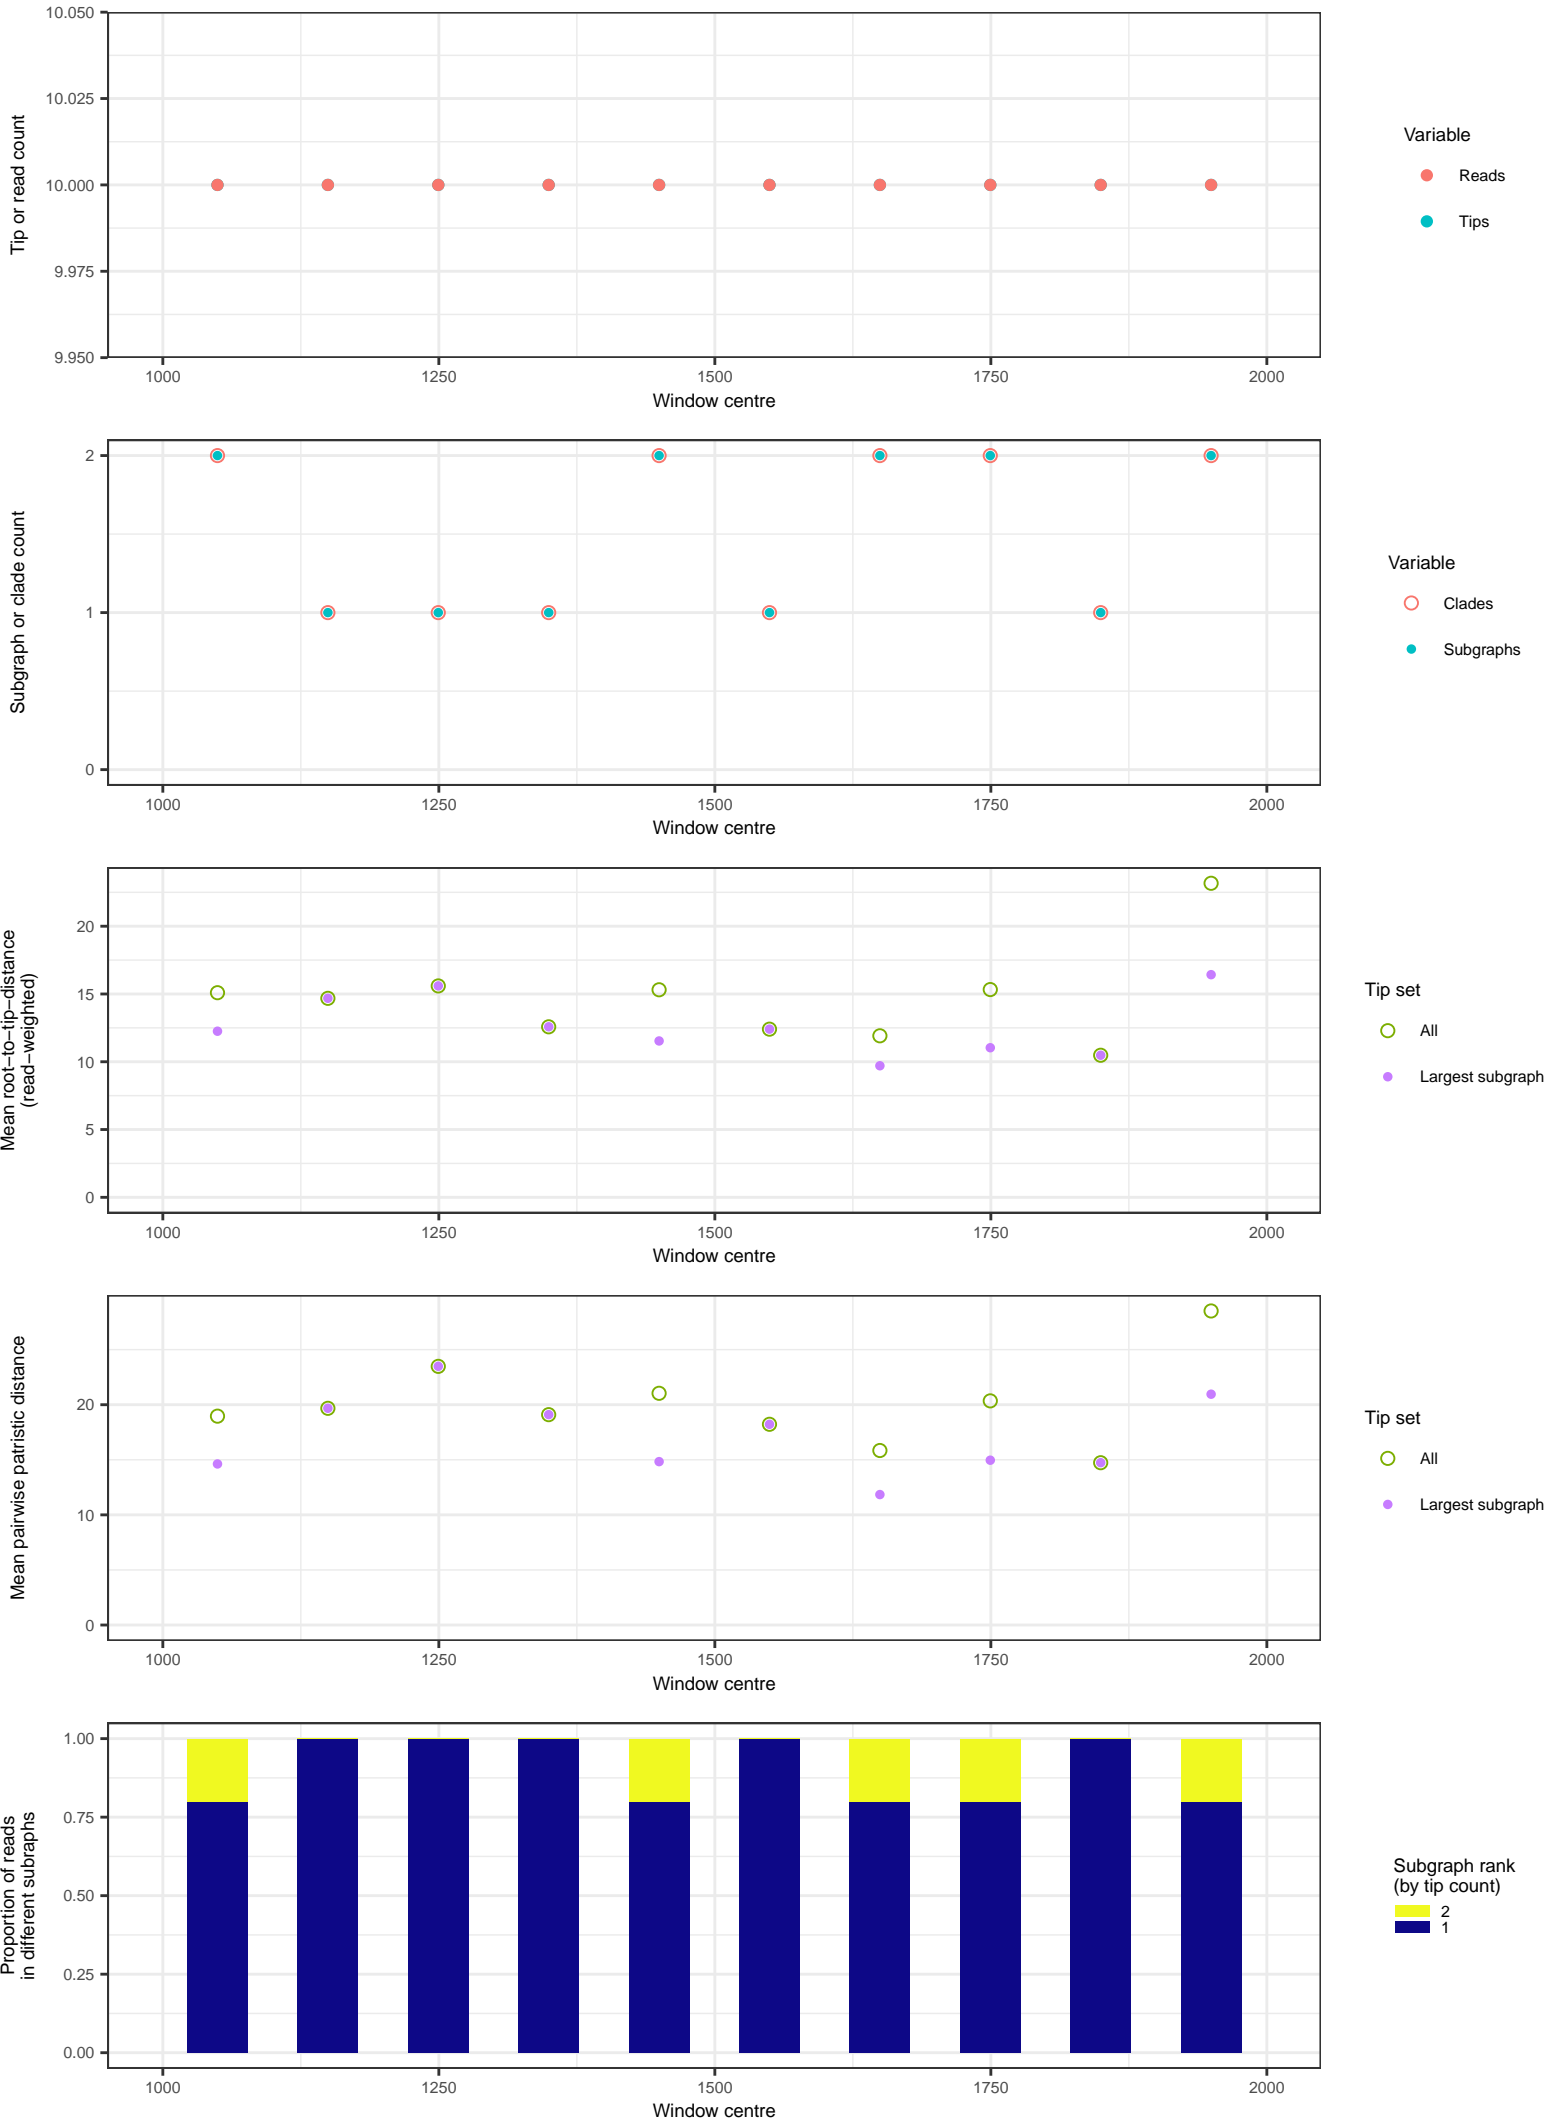 10.050
10.025
10.000
9.975
9.950
Tip or read count
1000 1250 1500 1750 2000
Window centre
Variable
Reads
Tips
2
1
0
Subgraph or clade count
1000 1250 1500 1750 2000
Window centre
Variable
Clades
Subgraphs
20
15
10
5
0
Mean root−to−tip−distance
(read−weighted)
1000 1250 1500 1750 2000
Window centre
Tip set
All
Largest subgraph
20
10
0
Mean pairwise patristic distance
1000 1250 1500 1750 2000
Window centre
Tip set
All
Largest subgraph
1.00
0.75
0.50
0.25
0.00
Proportion of reads
in different subraphs
1000 1250 1500 1750 2000
Window centre
Subgraph rank
(by tip count)
2
1